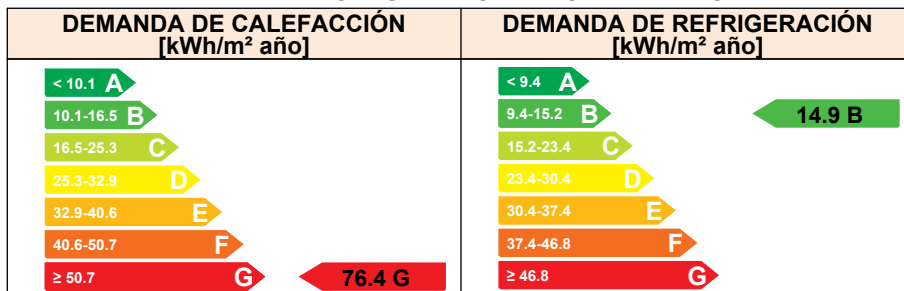 DEMANDA DE CALEFACCIÓN
[kWh/m² año]
DEMANDA DE REFRIGERACIÓN
[kWh/m² año]
< 10.1 A
10.1-16.5 B
16.5-25.3 C
25.3-32.9 D
32.9-40.6 E
40.6-50.7 F
≥ 50.7 G
76.4 G
< 9.4 A
9.4-15.2 B
14.9 B
15.2-23.4 C
23.4-30.4 D
30.4-37.4 E
37.4-46.8 F
≥ 46.8 G